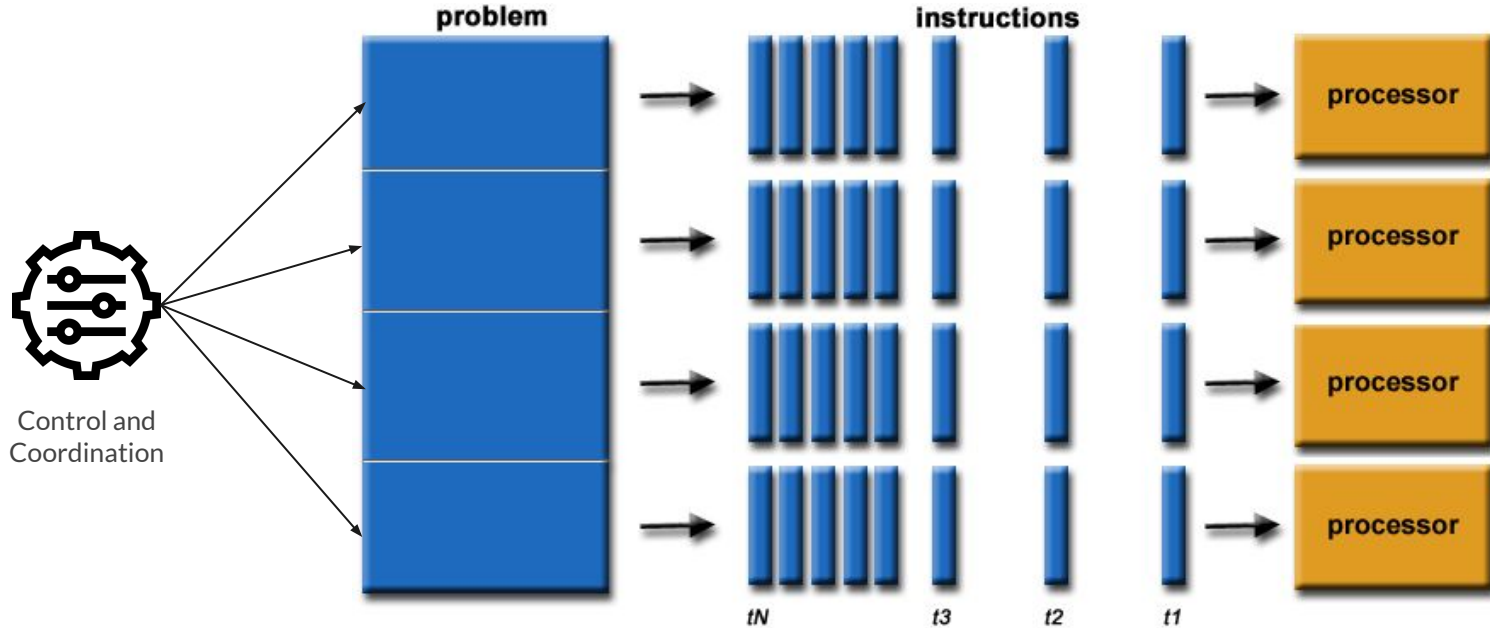 problem
instructions
processor
processor
processor
processor
Control and
Coordination
tN
t3
t2
t1